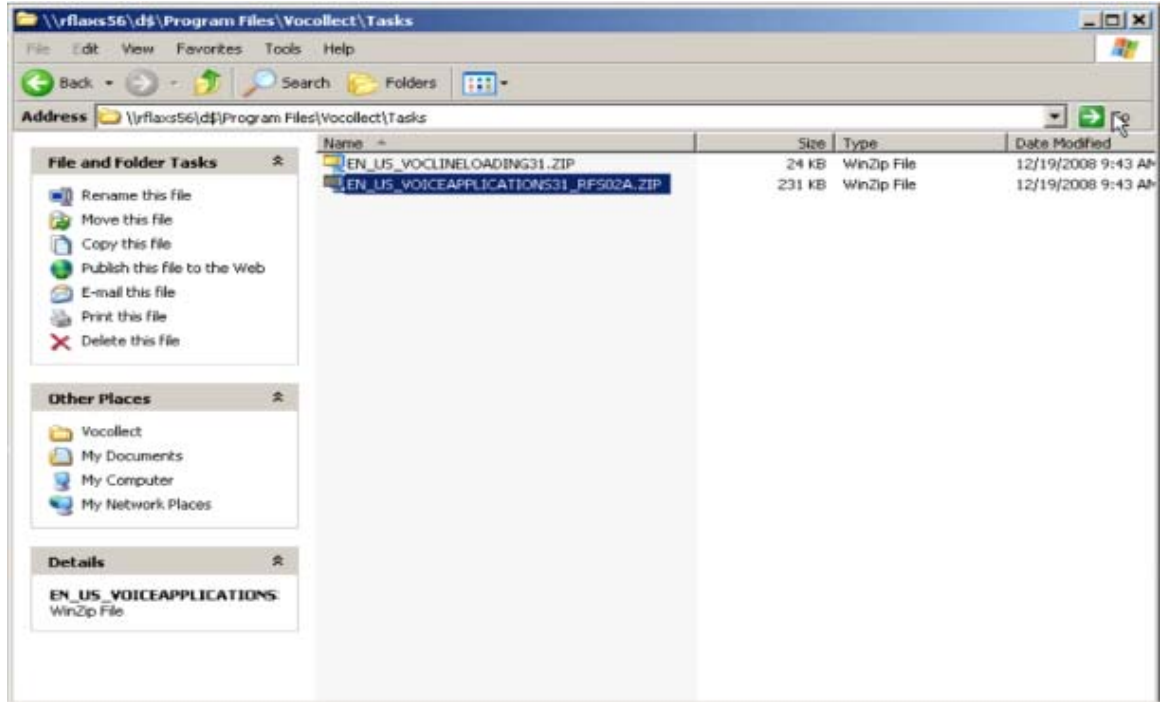 \\rflaxs56\d$\Program Files\Vocollect\Tasks
File Edit View Favorites Tools Help
Back Search Folders
Address \\rflaxs56\d$\Program Files\Vocollect\Tasks
Name Size Type Date Modified
EN_US_VOCLINELOADING31.ZIP 24 KB WinZip File 12/19/2008 9:43 AM
EN_US_VOICEAPPLICATIONS31_RFS02A.ZIP 231 KB WinZip File 12/19/2008 9:43 AM
File and Folder Tasks
Rename this file
Move this file
Copy this file
Publish this file to the Web
E-mail this file
Print this file
Delete this file
Other Places
Vocollect
My Documents
My Computer
My Network Places
Details
EN_US_VOICEAPPLICATIONS
WinZip File